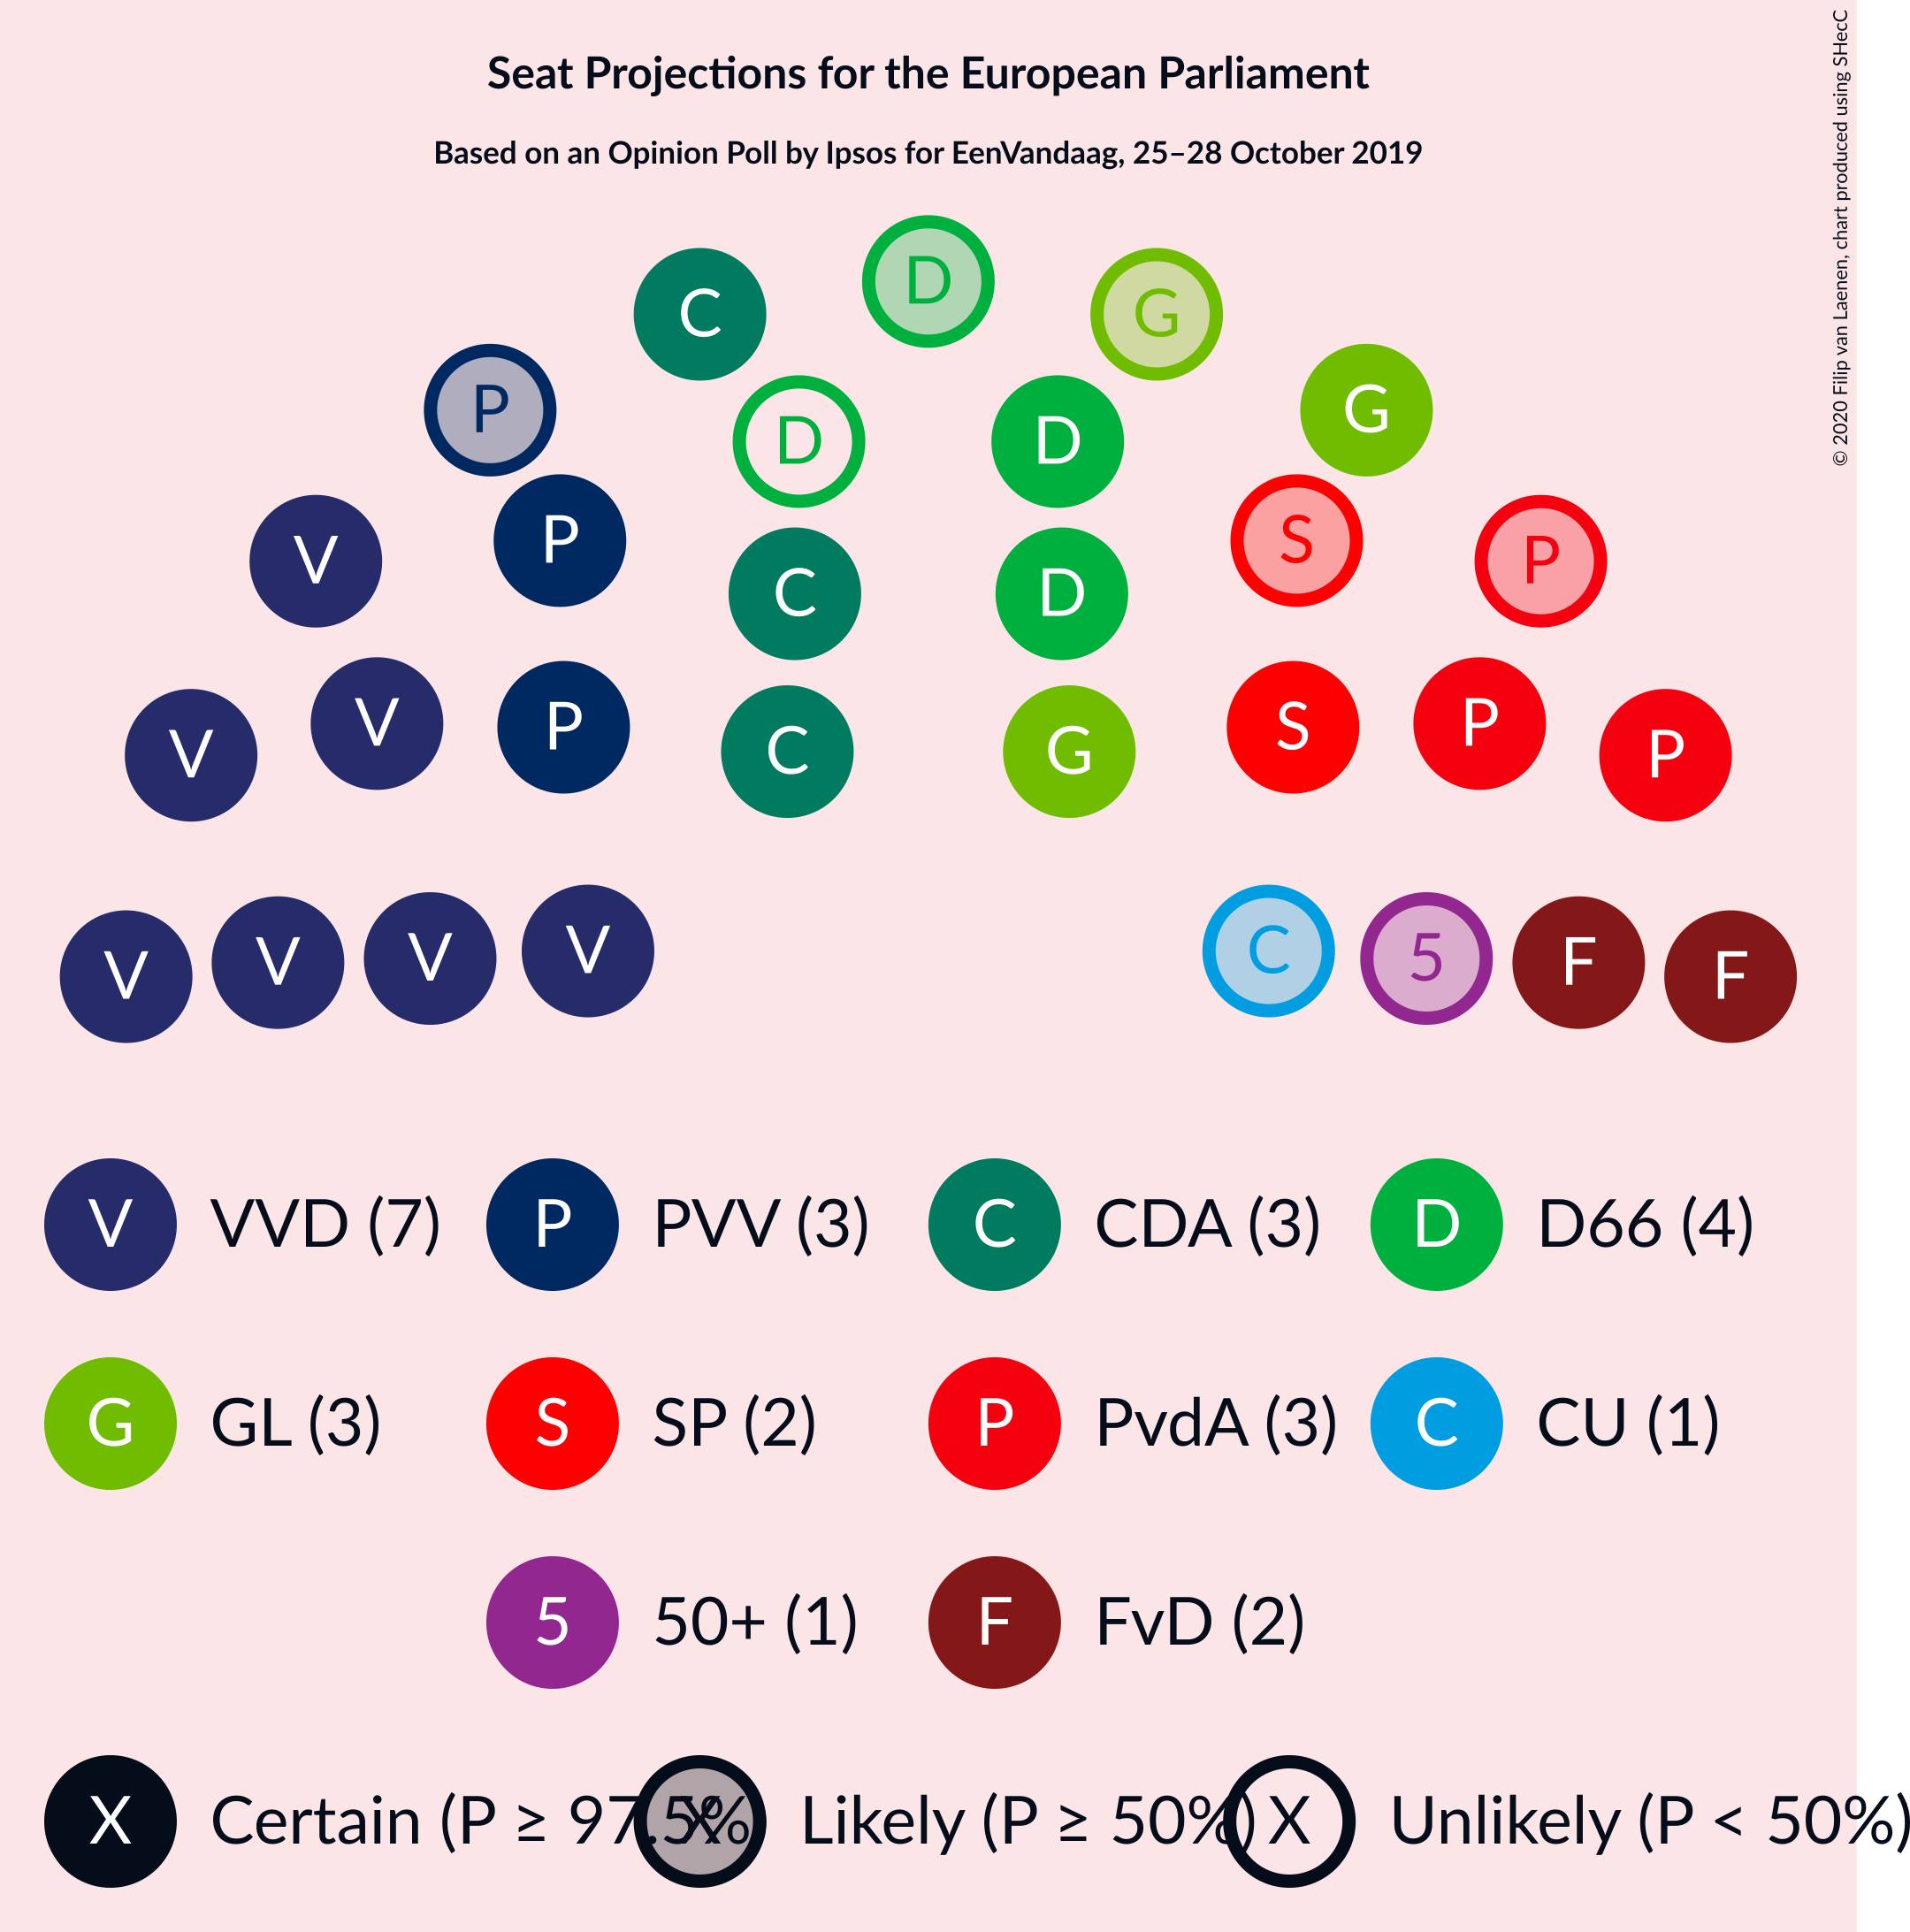 Seat Projections for the European Parliament
Based on an Opinion Poll by Ipsos for EenVandaag, 25–28 October 2019
© 2020 Filip van Laenen, chart produced using SHecC
D
C G
P G
D D
P S
V P
C D
V P
P S
V P
C G
V V
C 5
V F
V F
V VVD (7) P PVV (3) C CDA (3) D D66 (4)
G GL (3) S SP (2) P PvdA (3) C CU (1)
5 50+ (1) F FvD (2)
X Certain (P ≥ 97.5% X Likely (P ≥ 50%) X Unlikely (P < 50%)